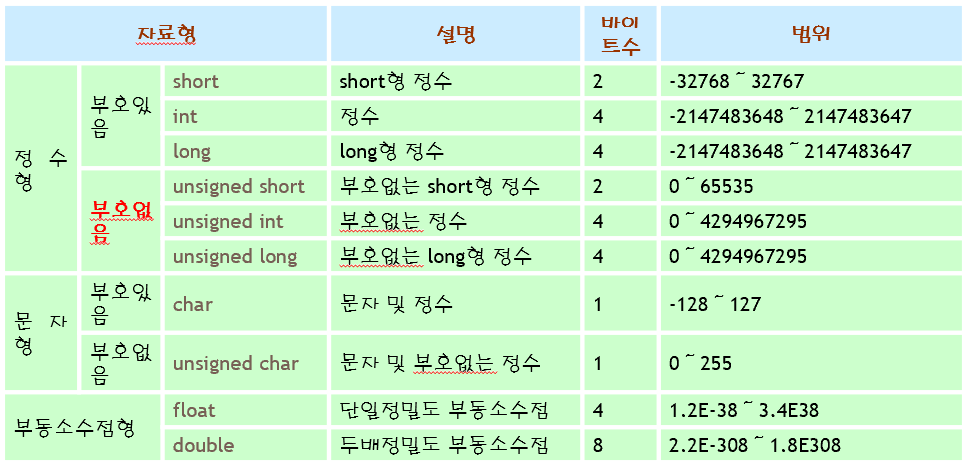 자료형 설명 바이트수 범위
정수형 부호있음 short short형 정수 2 -32768 ~ 32767
int 정수 4 -2147483648 ~ 2147483647
long long형 정수 4 -2147483648 ~ 2147483647
부호없음 unsigned short 부호없는 short형 정수 2 0 ~ 65535
unsigned int 부호없는 정수 4 0 ~ 4294967295
unsigned long 부호없는 long형 정수 4 0 ~ 4294967295
문자형 부호있음 char 문자 및 정수 1 -128 ~ 127
부호없음 unsigned char 문자 및 부호없는 정수 1 0 ~ 255
부동소수점형 float 단일정밀도 부동소수점 4 1.2E-38 ~ 3.4E38
double 두배정밀도 부동소수점 8 2.2E-308 ~ 1.8E308